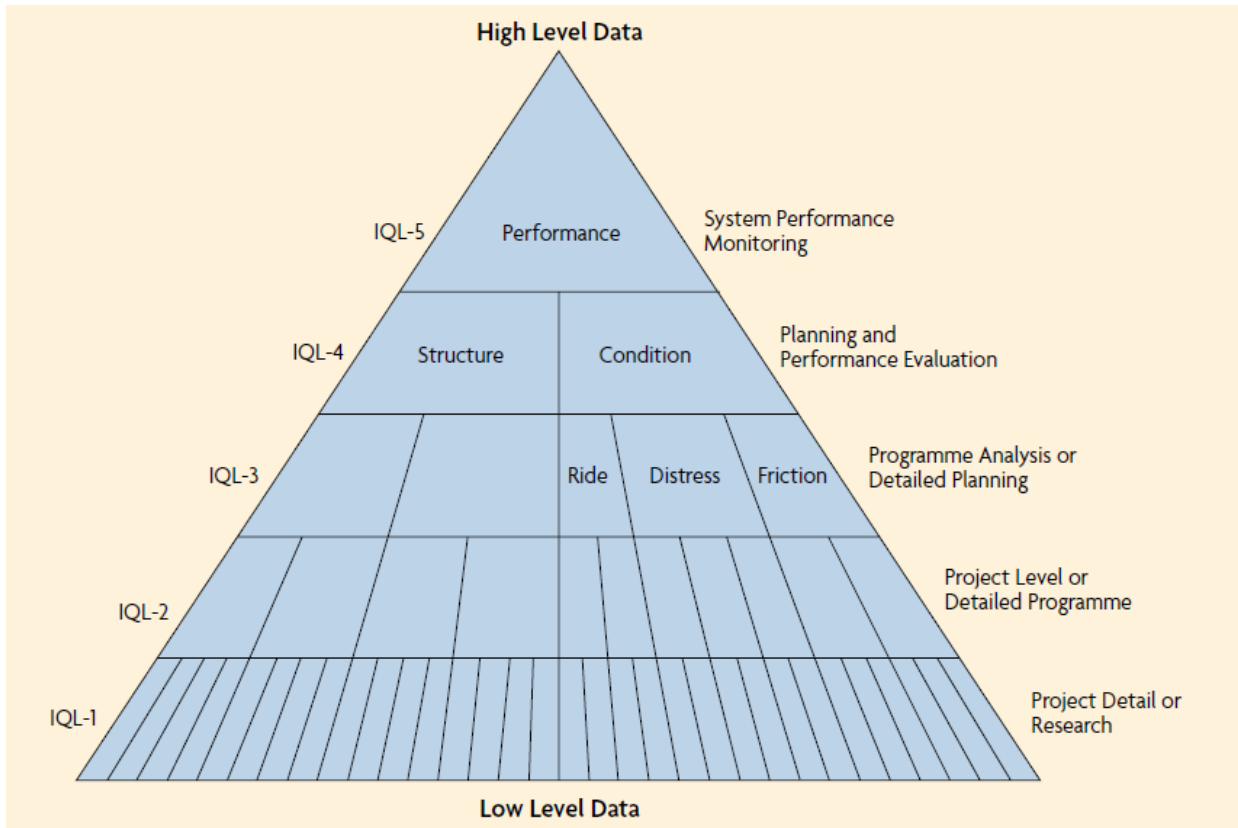 High Level Data
IQL-5
Performance
System Performance
Monitoring
IQL-4
Structure
Condition
Planning and
Performance Evaluation
IQL-3
Ride
Distress
Friction
Programme Analysis or
Detailed Planning
IQL-2
Project Level or
Detailed Programme
IQL-1
Project Detail or
Research
Low Level Data